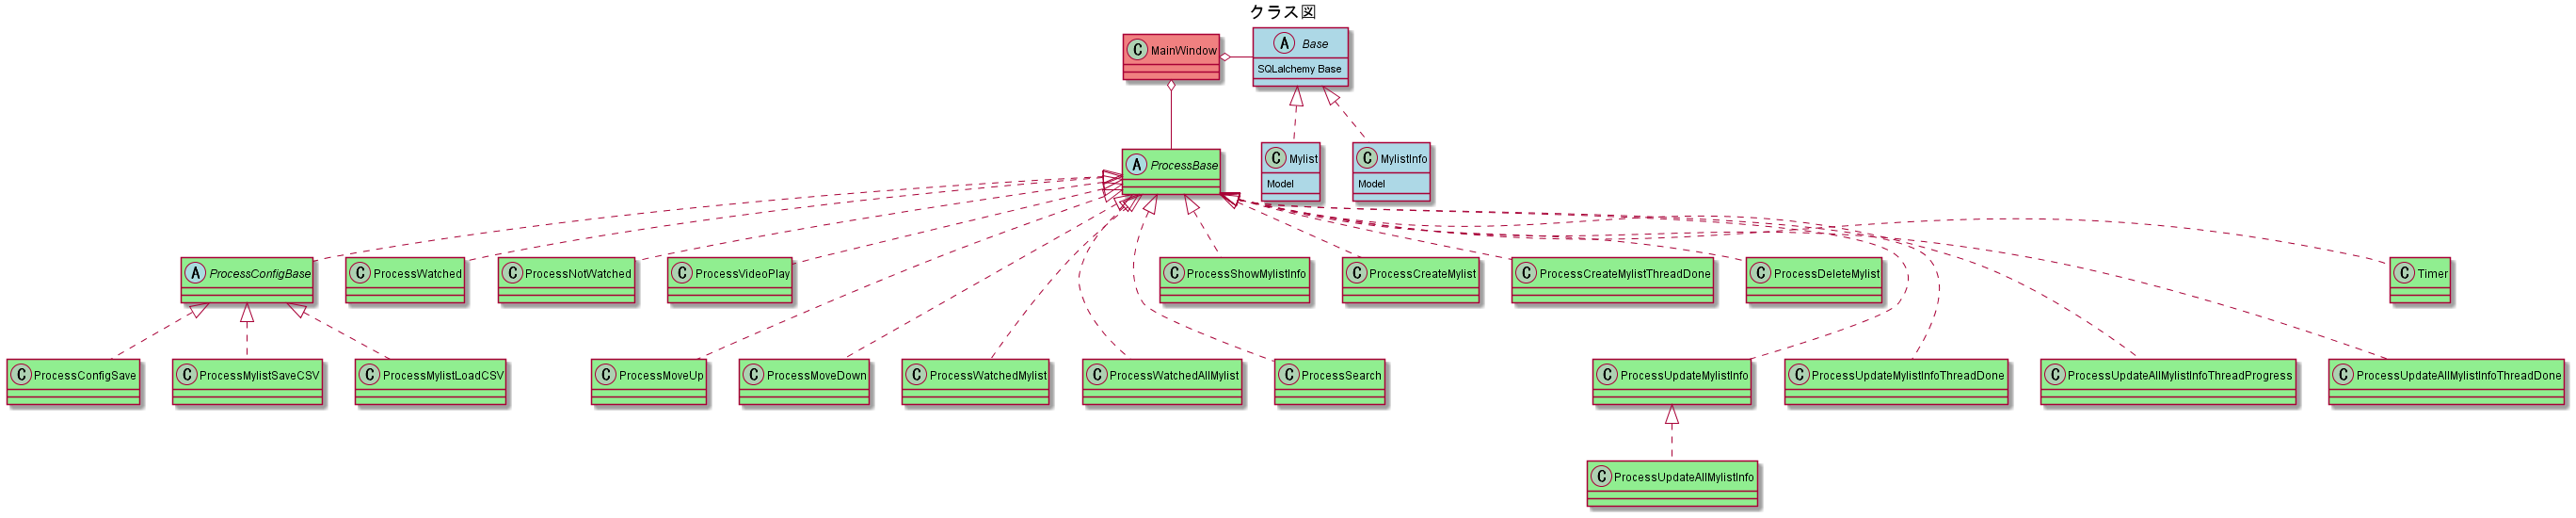 クラス図
C MainWindow
A Base
SQLalchemy Base
A ProcessBase
C Mylist
Model
C MylistInfo
Model
A ProcessConfigBase
C ProcessWatched
C ProcessNotWatched
C ProcessVideoPlay
C ProcessShowMylistInfo
C ProcessCreateMylist
C ProcessCreateMylistThreadDone
C ProcessDeleteMylist
C Timer
C ProcessConfigSave
C ProcessMylistSaveCSV
C ProcessMylistLoadCSV
C ProcessMoveUp
C ProcessMoveDown
C ProcessWatchedMylist
C ProcessWatchedAllMylist
C ProcessSearch
C ProcessUpdateMylistInfo
C ProcessUpdateMylistInfoThreadDone
C ProcessUpdateAllMylistInfoThreadProgress
C ProcessUpdateAllMylistInfoThreadDone
C ProcessUpdateAllMylistInfo